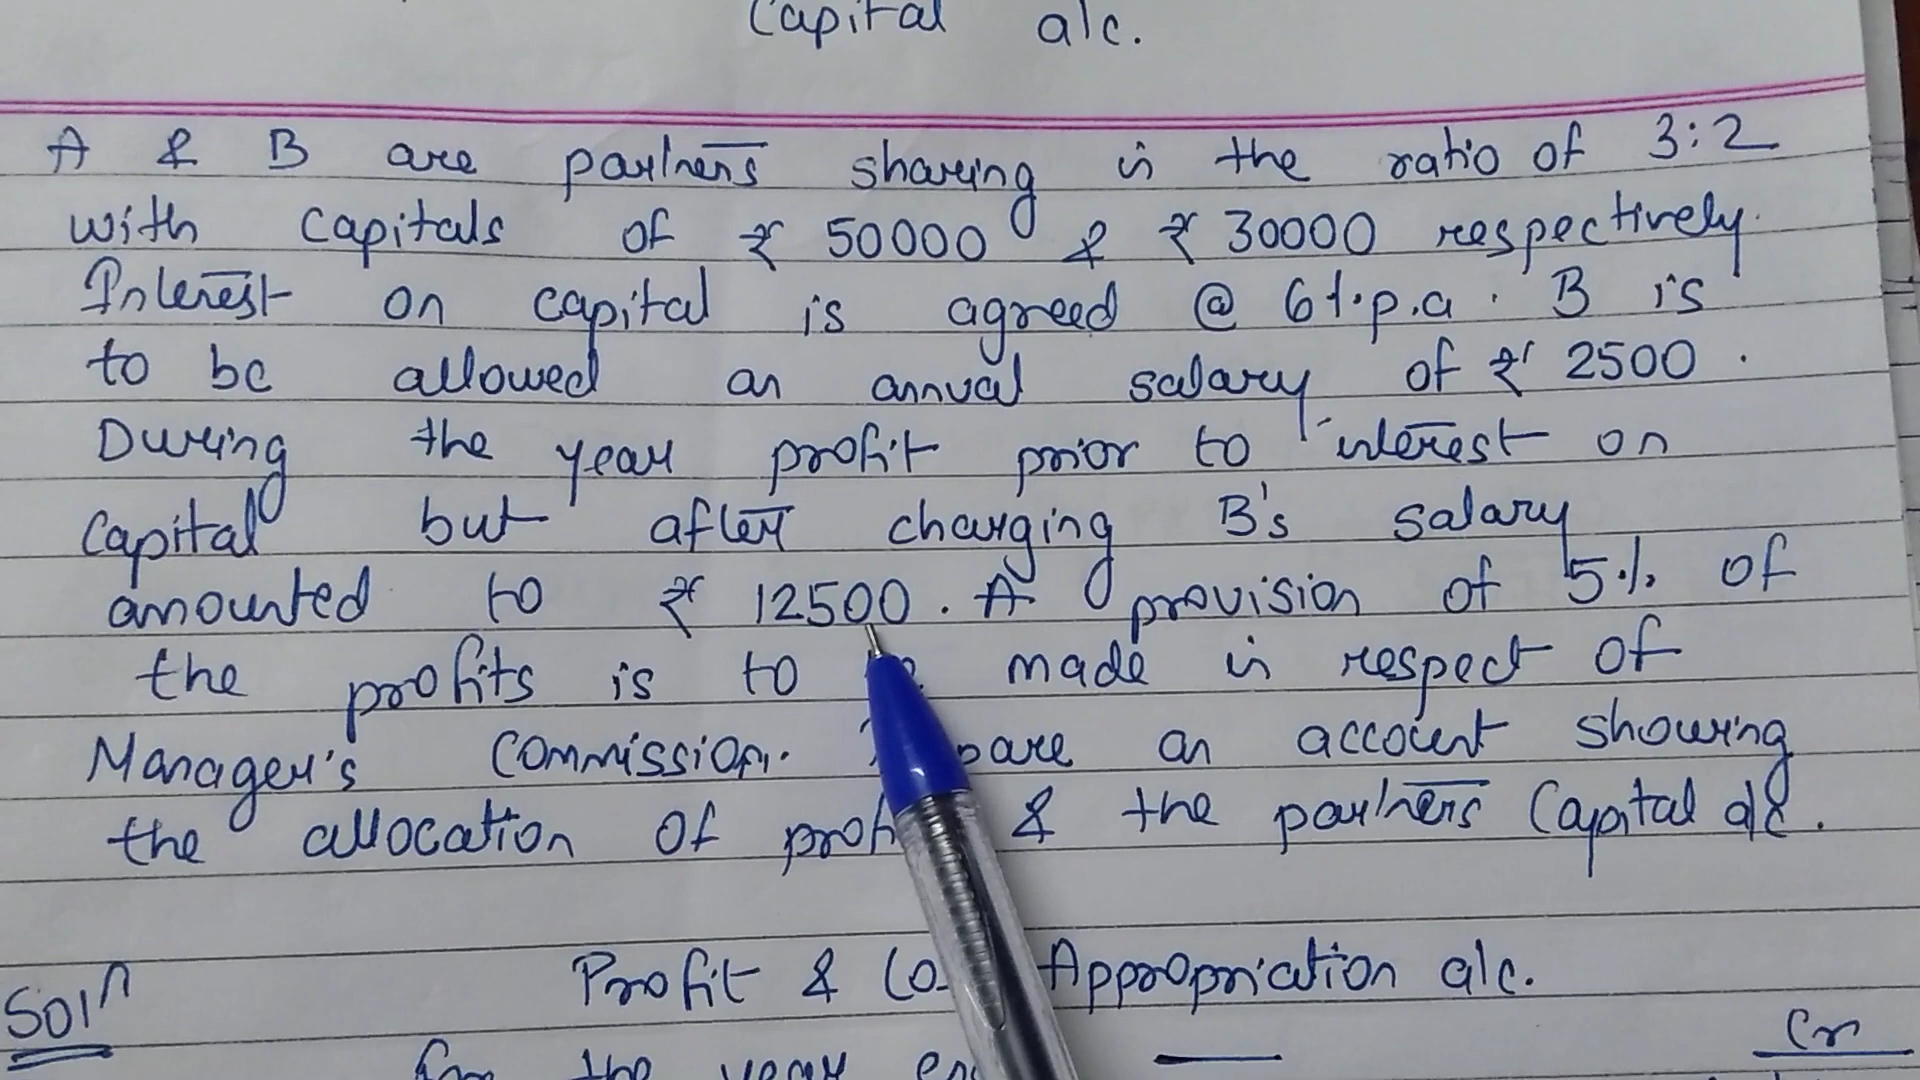 Capital a/c.
A & B are partners sharing in the ratio of 3:2
with capitals of ₹ 50000 & ₹ 30000 respectively.
Interest on capital is agreed @ 6%.p.a. B is
to be allowed an annual salary of ₹ 2500.
During the year profit prior to interest on
Capital but after charging B's salary
amounted to ₹ 12500. A provision of 5% of
the profits is to made in respect of
Manager's Commission. an account showing
the allocation of & the partners Capital a/c.
Soln Profit & Appropriation a/c.
Cr
for the year